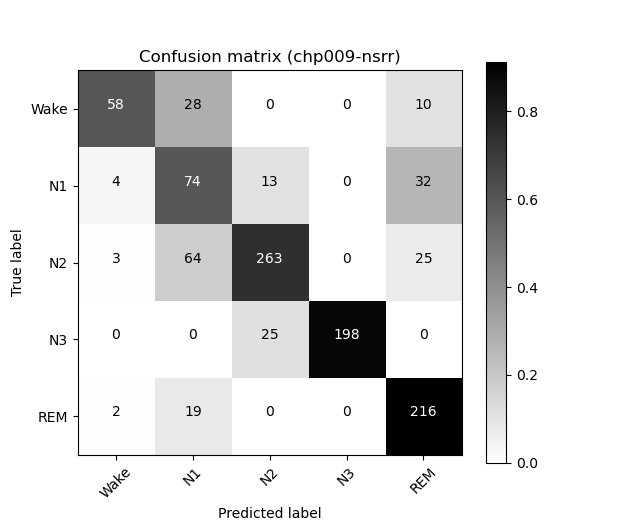 Confusion matrix (chp009-nsrr)
True label
Wake 58 28 0 0 10
N1 4 74 13 0 32
N2 3 64 263 0 25
N3 0 0 25 198 0
REM 2 19 0 0 216
Wake N1 N2 N3 REM
Predicted label
0.8
0.6
0.4
0.2
0.0